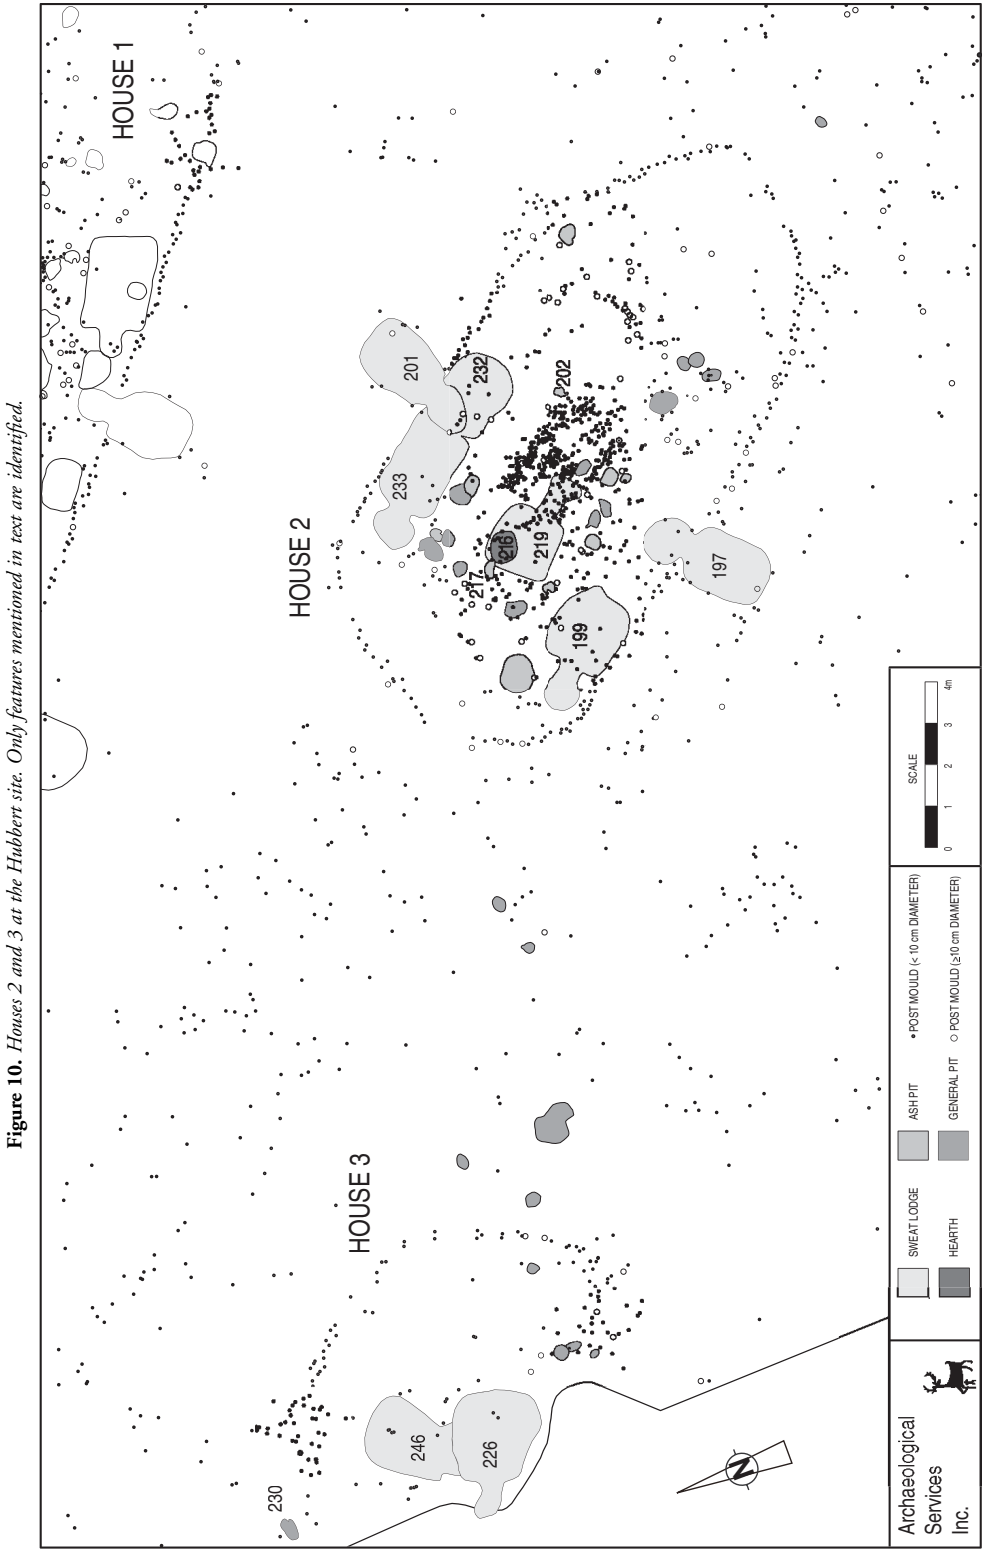 Figure 10. Houses 2 and 3 at the Hubbert site. Only features mentioned in text are identified.
HOUSE 1
HOUSE 2
HOUSE 3
201
232
202
233
216
219
217
197
199
246
226
230
N
Archaeological
Services
Inc.
SWEAT LODGE
HEARTH
ASH PIT
GENERAL PIT
POST MOULD (< 10 cm DIAMETER)
POST MOULD (≥10 cm DIAMETER)
SCALE
0 1 2 3 4m